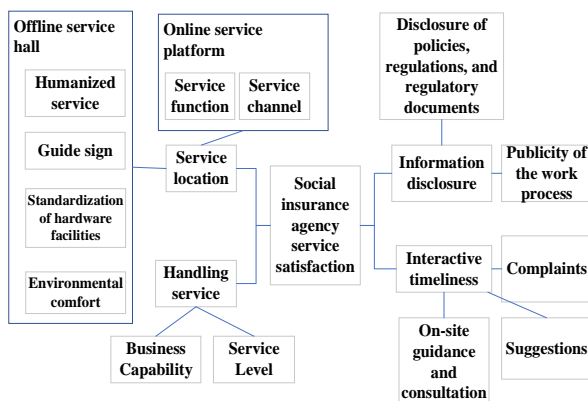 Offline service
hall
Humanized
service
Guide sign
Standardization
of hardware
facilities
Environmental
comfort
Online service
platform
Service
function
Service
channel
Service
location
Handling
service
Business
Capability
Service
Level
Social
insurance
agency
service
satisfaction
Disclosure of
policies,
regulations, and
regulatory
documents
Information
disclosure
Publicity of
the work
process
Interactive
timeliness
Complaints
Suggestions
On-site
guidance
and
consultation